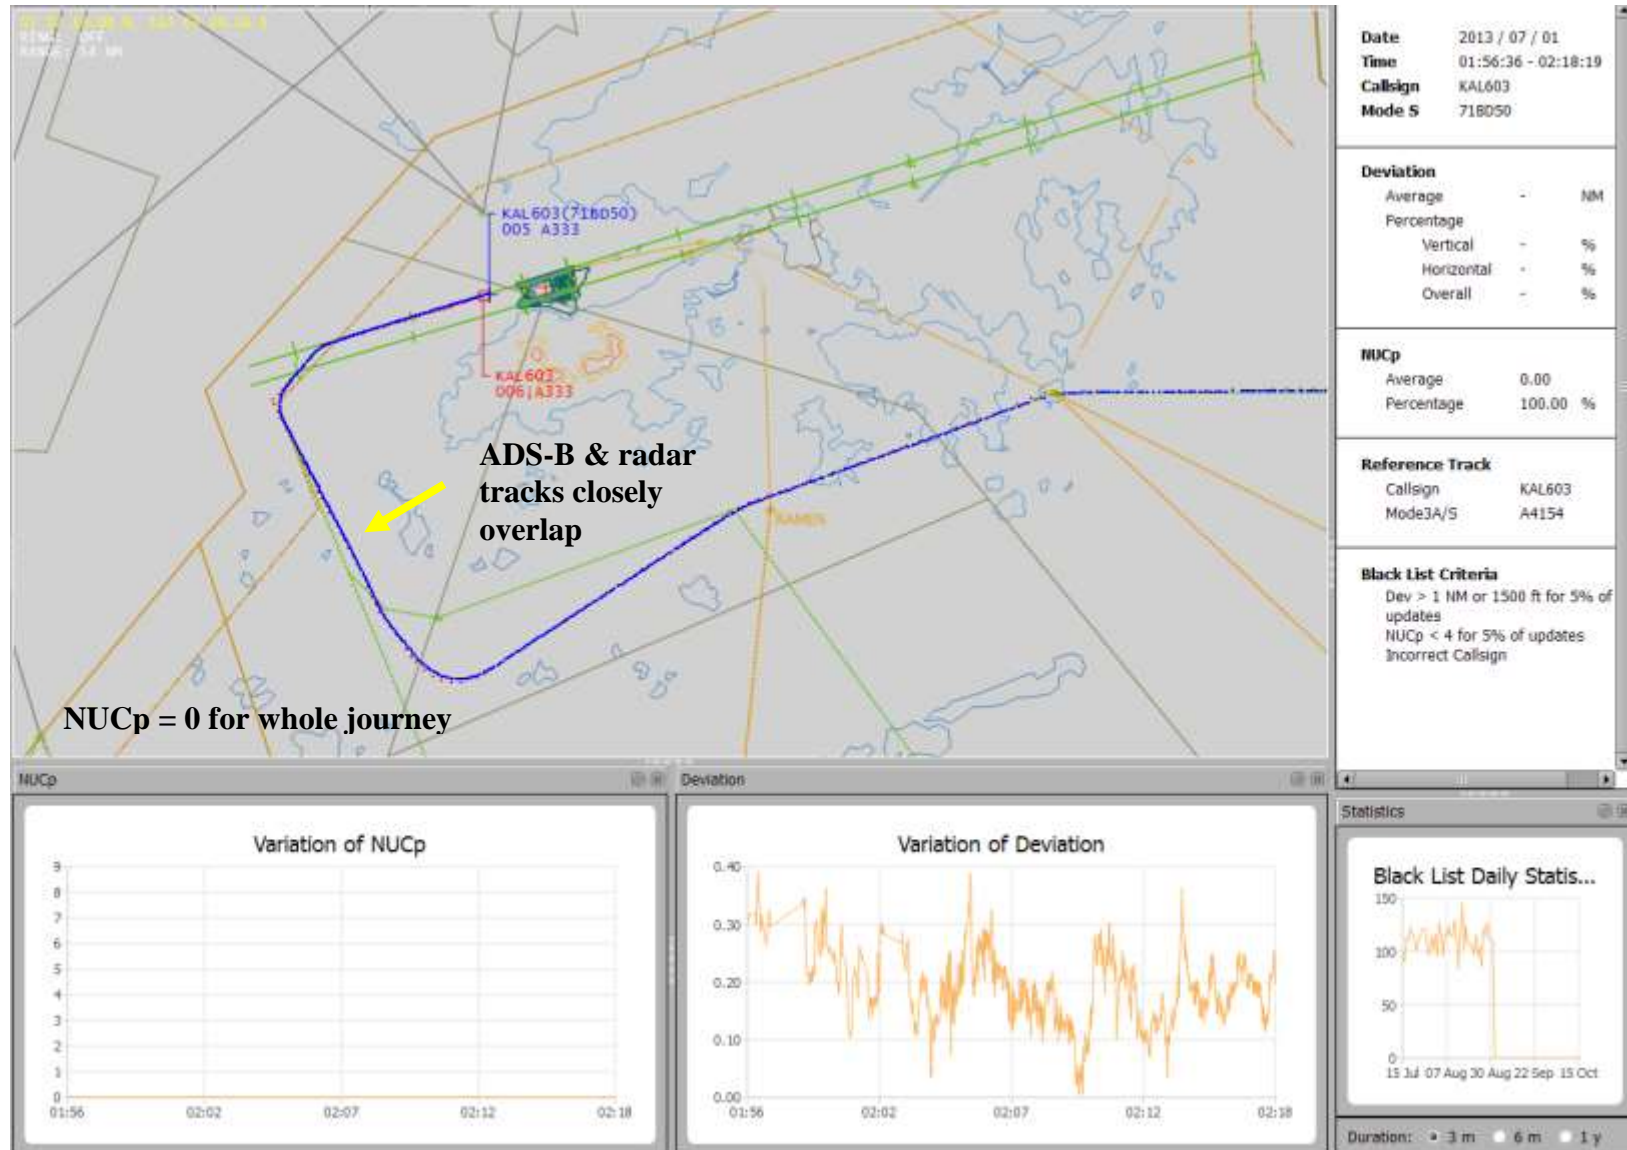 RANGE: 54 NM
KAL603(71BD50)
005 A333
KAL603
006|A333
ADS-B & radar
tracks closely
overlap
RAMEN
NUCp = 0 for whole journey
Date 2013 / 07 / 01
Time 01:56:36 - 02:18:19
Callsign KAL603
Mode S 71BD50
Deviation
Average - NM
Percentage
Vertical - %
Horizontal - %
Overall - %
NUCp
Average 0.00
Percentage 100.00 %
Reference Track
Callsign KAL603
Mode3A/S A4154
Black List Criteria
Dev > 1 NM or 1500 ft for 5% of
updates
NUCp < 4 for 5% of updates
Incorrect Callsign
NUCp
Variation of NUCp
9
8
7
6
5
4
3
2
1
0
01:56 02:02 02:07 02:12 02:18
Deviation
Variation of Deviation
0.40
0.30
0.20
0.10
0.00
01:56 02:02 02:07 02:12 02:18
Statistics
Black List Daily Statis...
150
100
50
0
15 Jul 07 Aug 30 Aug 22 Sep 15 Oct
Duration: 3 m 6 m 1 y